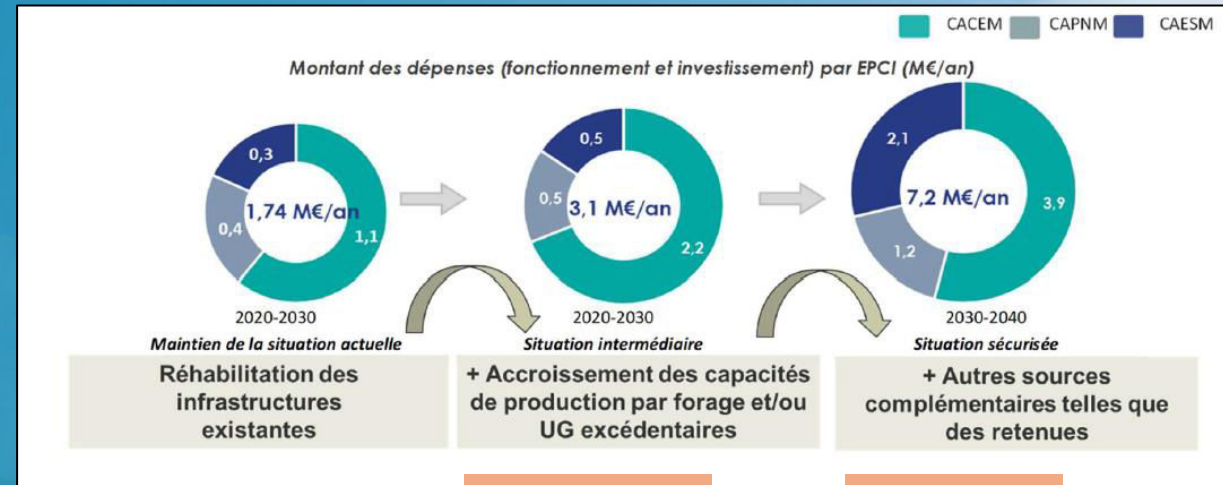 CACEM CAPNM CAESM
Montant des dépenses (fonctionnement et investissement) par EPCI (M€/an)
0,3
0,4
1,74 M€/an
1,1
0,5
0,5
3,1 M€/an
2,2
2,1
7,2 M€/an
3,9
1,2
2020-2030
2020-2030
2030-2040
Maintien de la situation actuelle
Situation intermédiaire
Situation sécurisée
Réhabilitation des
infrastructures
existantes
+ Accroissement des capacités
de production par forage et/ou
UG excédentaires
+ Autres sources
complémentaires telles que
des retenues